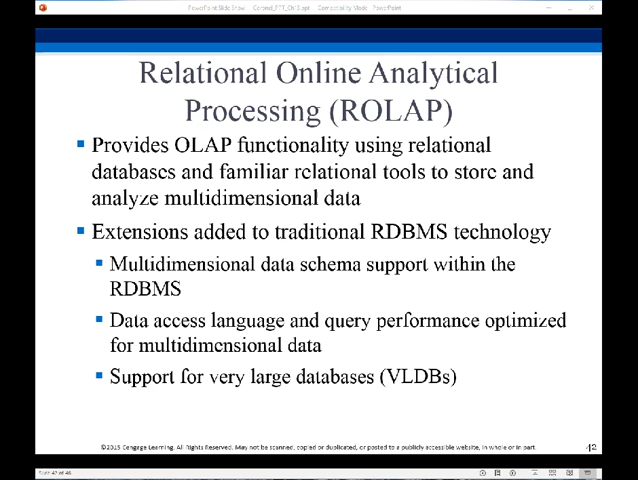 PowerPoint Slide Show - Coronel_PPT_Ch13.ppt - Compatibility Mode - PowerPoint
Relational Online Analytical
Processing (ROLAP)
Provides OLAP functionality using relational
databases and familiar relational tools to store and
analyze multidimensional data
Extensions added to traditional RDBMS technology
Multidimensional data schema support within the
RDBMS
Data access language and query performance optimized
for multidimensional data
Support for very large databases (VLDBs)
©2015 Cengage Learning. All Rights Reserved. May not be scanned, copied or duplicated, or posted to a publicly accessible website, in whole or in part.
42